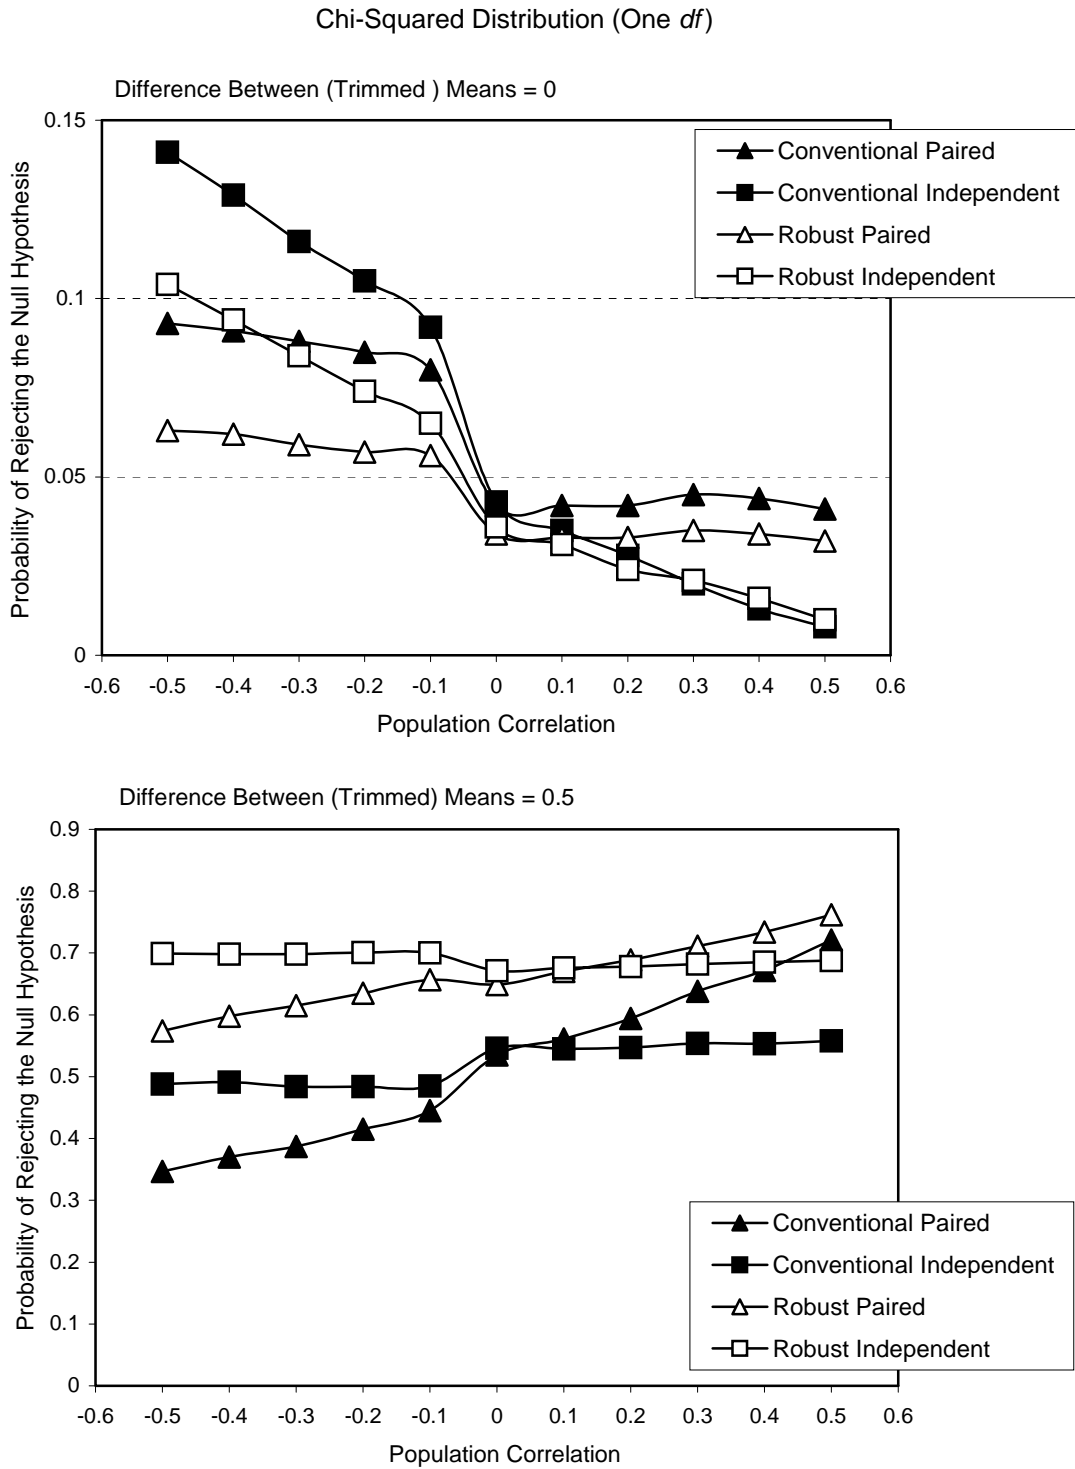 Chi-Squared Distribution (One df)
Difference Between (Trimmed ) Means = 0
Probability of Rejecting the Null Hypothesis
0.15
0.1
0.05
0
-0.6 -0.5 -0.4 -0.3 -0.2 -0.1 0 0.1 0.2 0.3 0.4 0.5 0.6
Population Correlation
Conventional Paired
Conventional Independent
Robust Paired
Robust Independent
Difference Between (Trimmed) Means = 0.5
Probability of Rejecting the Null Hypothesis
0.9
0.8
0.7
0.6
0.5
0.4
0.3
0.2
0.1
0
-0.6 -0.5 -0.4 -0.3 -0.2 -0.1 0 0.1 0.2 0.3 0.4 0.5 0.6
Population Correlation
Conventional Paired
Conventional Independent
Robust Paired
Robust Independent